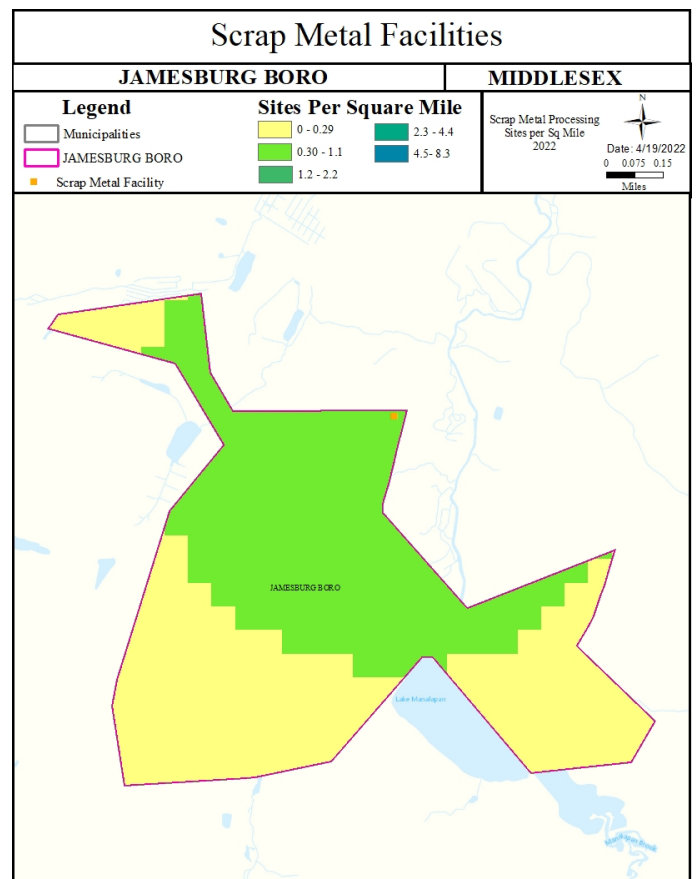 Scrap Metal Facilities
JAMESBURG BORO
MIDDLESEX
Legend
Municipalities
JAMESBURG BORO
Scrap Metal Facility
Sites Per Square Mile
0 - 0.29
0.30 - 1.1
1.2 - 2.2
2.3 - 4.4
4.5- 8.3
Scrap Metal Processing
Sites per Sq Mile
2022
N
Date: 4/19/2022
0 0.075 0.15
Miles
JAMESBURG BORO
Lake Manalapan
Manalapan Brook